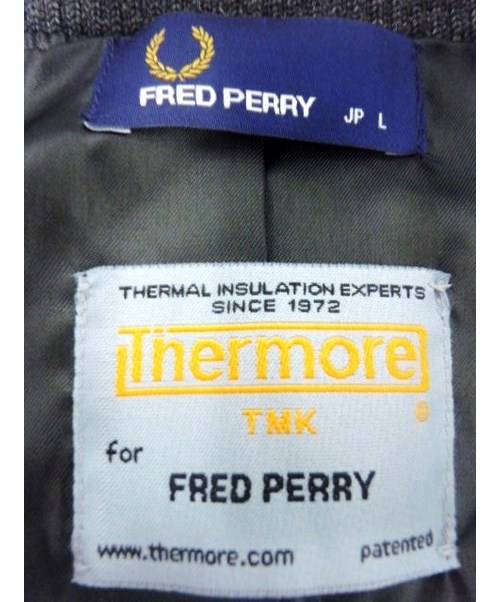 FRED PERRY JP L
THERMAL INSULATION EXPERTS
SINCE 1972
Thermore
TMK ®
for
FRED PERRY
www.thermore.com patented